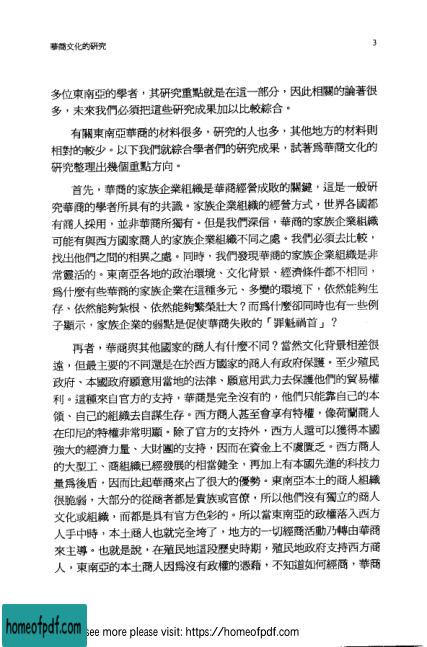 華商文化的研究
3
多位東南亞的學者，其研究重點就是在這一部分，因此相關的論著很
多，未來我們必須把這些研究成果加以比較綜合。
有關東南亞華商的材料很多，研究的人也多，其他地方的材料則
相對的較少。以下我們就綜合學者們的研究成果，試著爲華商文化的
研究整理出幾個重點方向。
首先，華商的家族企業組織是華商經營成敗的關鍵，這是一般研
究華商的學者所具有的共識。家族企業組織的經營方式，世界各國都
有商人採用，並非華商所獨有。但是我們深信，華商的家族企業組織
可能有與西方國家商人的家族企業組織不同之處。我們必須去比較，
找出他們之間的相異之處。同時，我們發現華商的家族企業組織是非
常靈活的。東南亞各地的政治環境、文化背景、經濟條件都不相同，
爲什麼有些華商的家族企業在這種多元、多變的環境下，依然能夠生
存、依然能夠紮根、依然能夠繁榮壯大？而爲什麼卻同時也有一些例
子顯示，家族企業的弱點是促使華商失敗的「罪魁禍首」？
再者，華商與其他國家的商人有什麼不同？當然文化背景相差很
遠，但最主要的不同還是在於西方國家的商人有政府保護。至少殖民
政府、本國政府願意用當地的法律、願意用武力去保護他們的貿易權
利。這種來自官方的支持，華商是完全沒有的，他們只能靠自己的本
領、自己的組織去自謀生存。西方商人甚至會享有特權，像荷蘭商人
在印尼的特權非常明顯。除了官方的支持外，西方人還可以獲得本國
強大的經濟力量、大財團的支持，因而在資金上不虞匱乏。西方商人
的大型工、商組織已經發展的相當健全，再加上有本國先進的科技力
量爲後盾，因而比起華商來占了很大的優勢。東南亞本土的商人組織
很脆弱，大部分的從商者都是貴族或官僚，所以他們沒有獨立的商人
文化或組織，而都是具有官方色彩的。所以當東南亞的政權落入西方
人手中時，本土商人也就完全垮了，地方的一切經商活動乃轉由華商
來主導。也就是說，在殖民地這段歷史時期，殖民地政府支持西方商
人，東南亞的本土商人因爲沒有政權的憑藉，不知道如何經商，華商
homeofpdf.com
see more please visit: https://homeofpdf.com